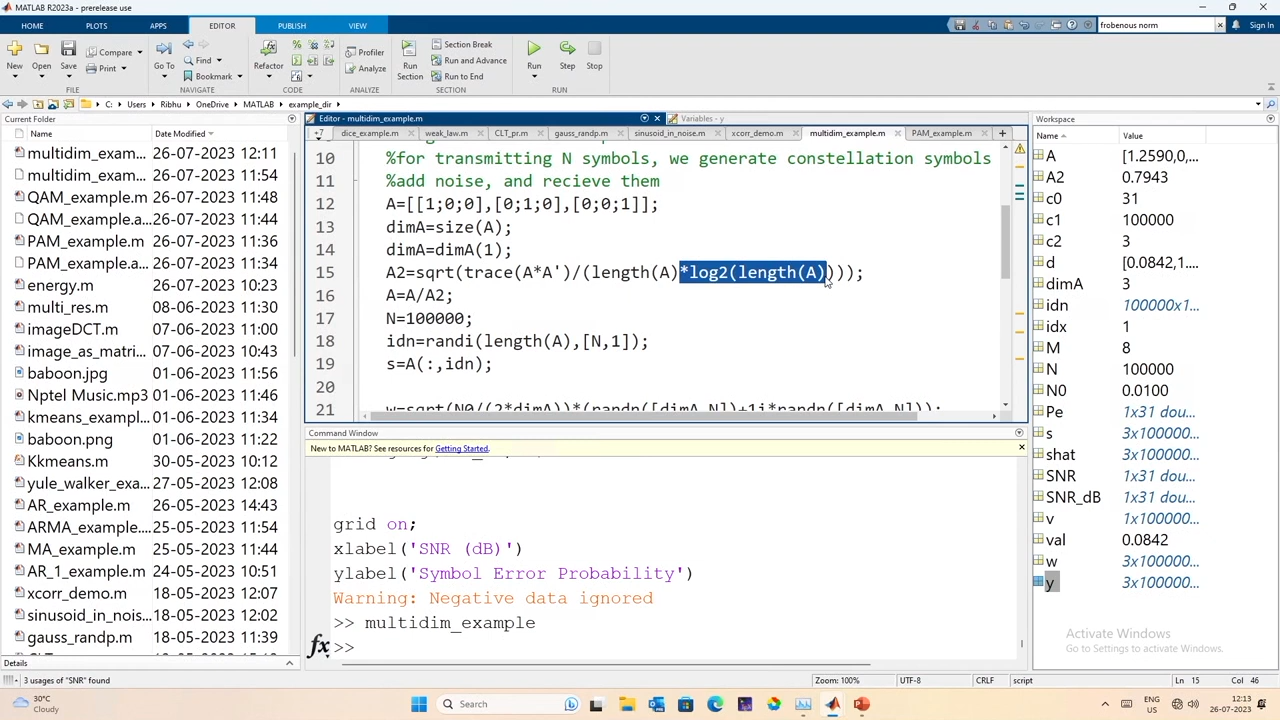 MATLAB R2023a - prerelease use
HOME PLOTS APPS EDITOR PUBLISH VIEW
frobenous norm
Sign In
New Open Save Compare Print Go To Find Bookmark Refactor Profiler Analyze Run Section Section Break Run and Advance Run to End Run Step Stop
FILE NAVIGATE CODE ANALYZE SECTION RUN
C: Users Ribhu OneDrive MATLAB example_dir
Current Folder
Name Date Modified
multidim_exam... 26-07-2023 12:11
multidim_exam... 26-07-2023 11:55
QAM_example.m 26-07-2023 11:48
QAM_example.a... 26-07-2023 11:44
PAM_example.m 26-07-2023 11:36
PAM_example.a... 26-07-2023 11:34
energy.m 26-07-2023 10:23
multi_res.m 08-06-2023 11:30
imageDCT.m 07-06-2023 11:36
image_as_matri... 07-06-2023 10:43
baboon.jpg 01-06-2023 11:56
Nptel Music.mp3 01-06-2023 11:46
kmeans_exampl... 01-06-2023 11:34
baboon.png 01-06-2023 11:22
Kkmeans.m 30-05-2023 10:12
yule_walker_exa... 27-05-2023 12:08
AR_example.m 26-05-2023 14:43
ARMA_example.... 25-05-2023 11:54
MA_example.m 25-05-2023 11:44
AR_1_example.m 24-05-2023 10:51
xcorr_demo.m 18-05-2023 12:07
sinusoid_in_nois... 18-05-2023 12:02
gauss_randp.m 18-05-2023 11:39
Details
Editor - multidim_example.m
Variables - y
+7 dice_example.m weak_law.m CLT_pr.m gauss_randp.m sinusoid_in_noise.m xcorr_demo.m multidim_example.m PAM_example.m
10 %for transmitting N symbols, we generate constellation symbols
11 %add noise, and recieve them
12 A=[[1;0;0],[0;1;0],[0;0;1]];
13 dimA=size(A);
14 dimA=dimA(1);
15 A2=sqrt(trace(A*A')/(length(A)*log2(length(A))));
16 A=A/A2;
17 N=100000;
18 idn=randi(length(A),[N,1]);
19 s=A(:,idn);
20
21 w=sqrt(N0/(2*dimA))*(randn([dimA,N])+1i*randn([dimA,N]));
Command Window
New to MATLAB? See resources for Getting Started.
grid on;
xlabel('SNR (dB)')
ylabel('Symbol Error Probability')
Warning: Negative data ignored
>> multidim_example
fx >>
Workspace
Name Value
A [1.2590,0,...
A2 0.7943
c0 31
c1 100000
c2 3
d [0.0842,1....
dimA 3
idn 100000x1...
idx 1
M 8
N 100000
N0 0.0100
Pe 1x31 dou...
s 3x100000...
shat 3x100000...
SNR 1x31 dou...
SNR_dB 1x31 dou...
v 1x100000...
val 0.0842
w 3x100000...
y 3x100000...
Activate Windows
Go to Settings to activate Windows.
3 usages of "SNR" found
Zoom: 100% UTF-8 CRLF script Ln 15 Col 46
30°C
Cloudy
Search
ENG
US
12:13
26-07-2023